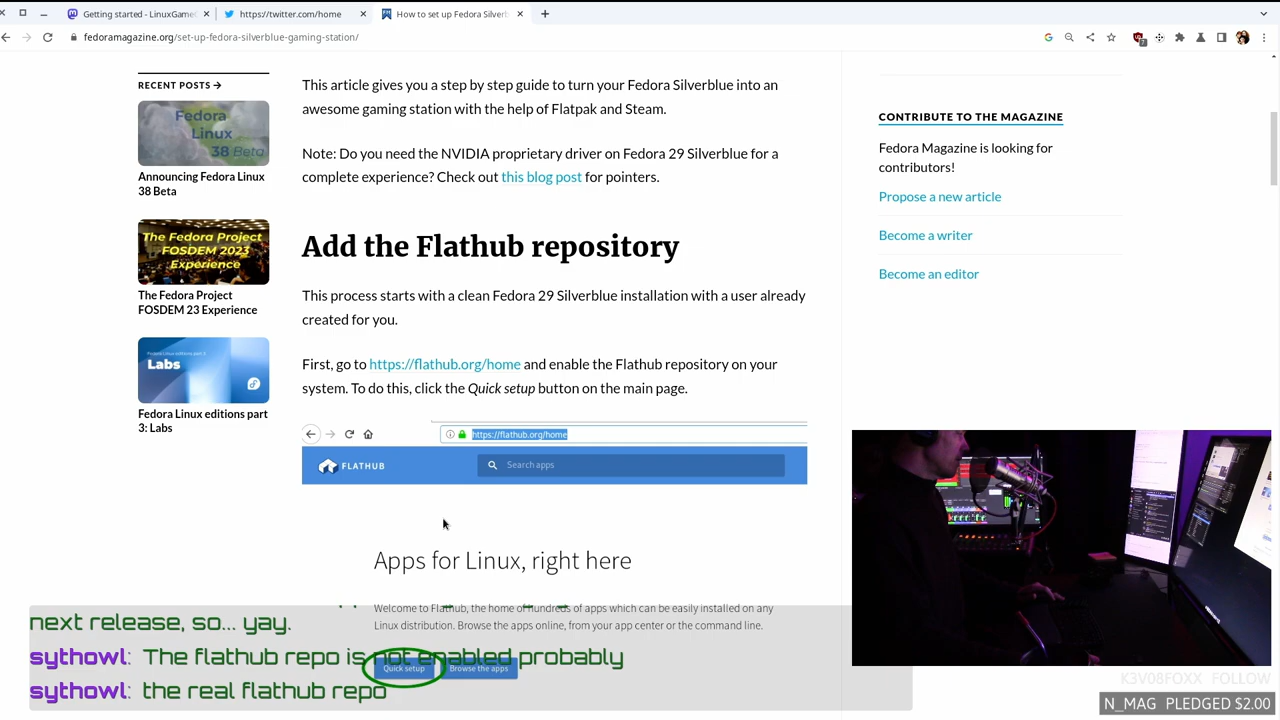 Getting started - LinuxGame
https://twitter.com/home
How to set up Fedora Silverb
fedoramagazine.org/set-up-fedora-silverblue-gaming-station/
RECENT POSTS →
Fedora Linux 38 Beta
Announcing Fedora Linux
38 Beta
The Fedora Project
FOSDEM 2023
Experience
The Fedora Project
FOSDEM 23 Experience
Fedora Linux editions part 3
Labs
Fedora Linux editions part
3: Labs
This article gives you a step by step guide to turn your Fedora Silverblue into an
awesome gaming station with the help of Flatpak and Steam.
Note: Do you need the NVIDIA proprietary driver on Fedora 29 Silverblue for a
complete experience? Check out this blog post for pointers.
Add the Flathub repository
This process starts with a clean Fedora 29 Silverblue installation with a user already
created for you.
First, go to https://flathub.org/home and enable the Flathub repository on your
system. To do this, click the Quick setup button on the main page.
https://flathub.org/home
FLATHUB
Search apps
Apps for Linux, right here
Welcome to Flathub, the home of hundreds of apps which can be easily installed on any
Linux distribution. Browse the apps online, from your app center or the command line.
Quick setup
Browse the apps
CONTRIBUTE TO THE MAGAZINE
Fedora Magazine is looking for
contributors!
Propose a new article
Become a writer
Become an editor
next release, so... yay.
sythowl: The flathub repo is not enabled probably
sythowl: the real flathub repo
K3V08FOXX FOLLOW
N_MAG PLEDGED $2.00